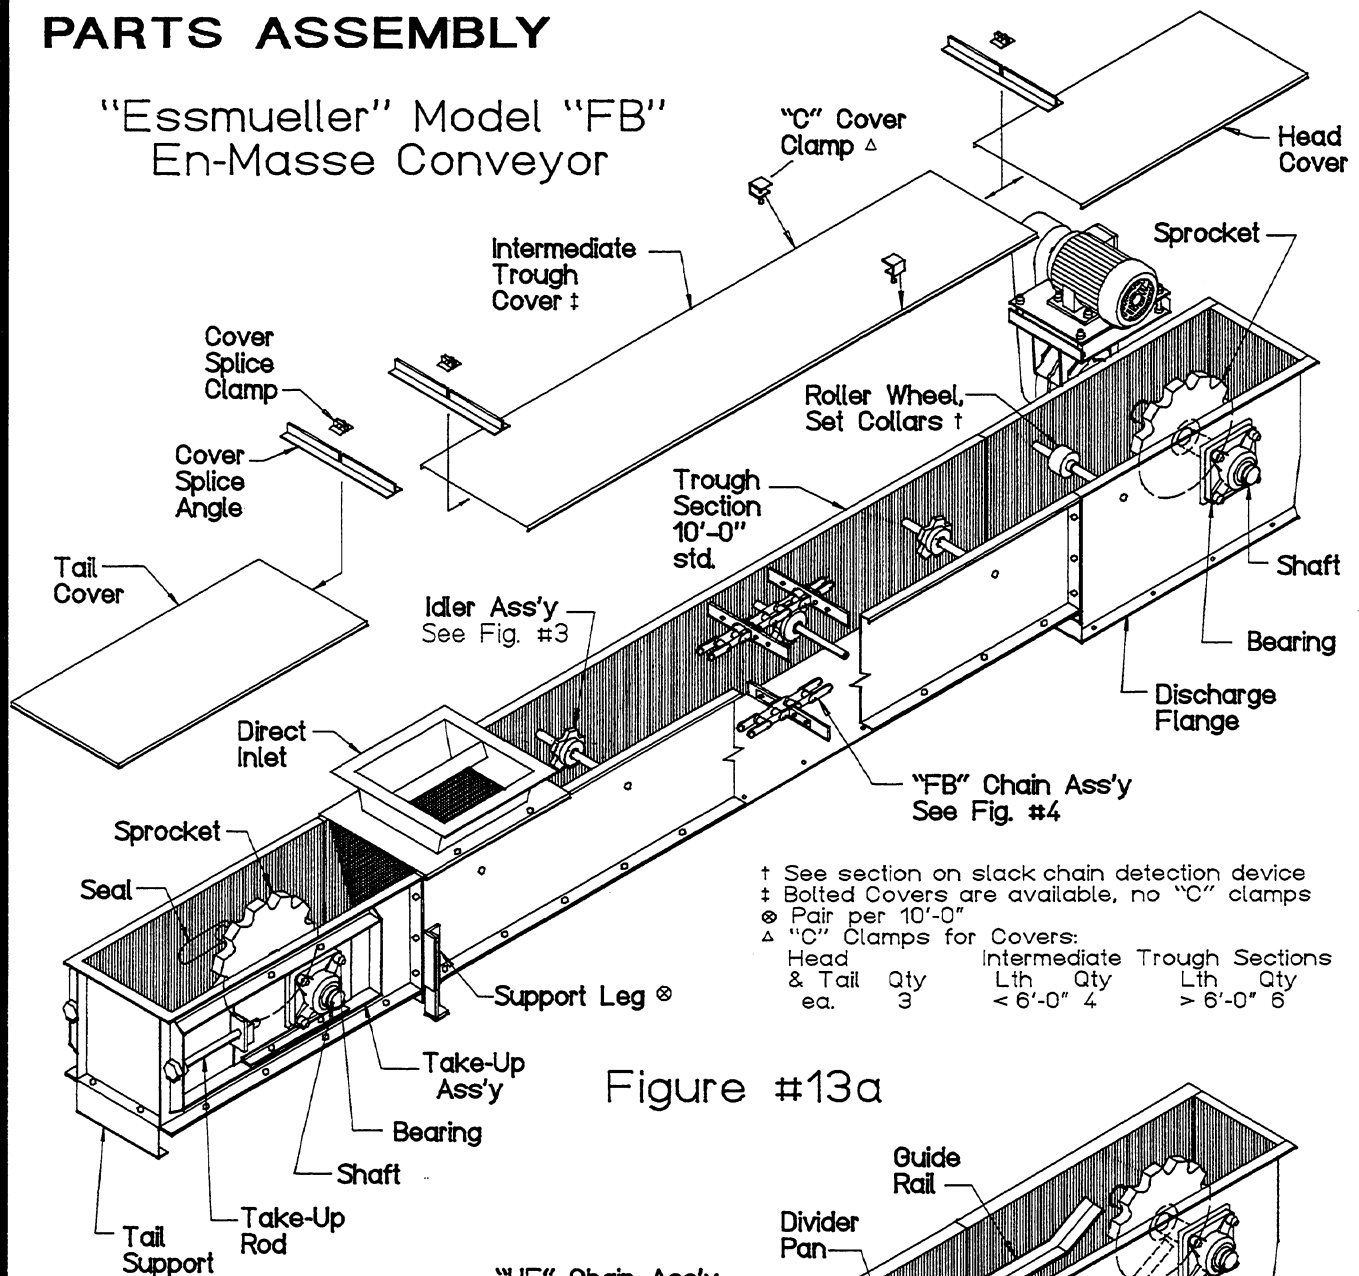 PARTS ASSEMBLY
"Essmueller" Model "FB"
En-Masse Conveyor
"C" Cover
Clamp △
Head
Cover
Intermediate
Trough
Cover ‡
Sprocket
Cover
Splice
Clamp
Roller Wheel,
Set Collars †
Cover
Splice
Angle
Trough
Section
10'-0"
std.
Tail
Cover
Idler Ass'y
See Fig. #3
Shaft
Bearing
Discharge
Flange
Direct
Inlet
"FB" Chain Ass'y
See Fig. #4
Sprocket
Seal
† See section on slack chain detection device
‡ Bolted Covers are available, no "C" clamps
⊗ Pair per 10'-0"
△ "C" Clamps for Covers:
Head Intermediate Trough Sections
& Tail Qty Lth Qty Lth Qty
ea. 3 < 6'-0" 4 > 6'-0" 6
Support Leg ⊗
Take-Up
Ass'y
Figure #13a
Bearing
Shaft
Take-Up
Rod
Tail
Support
Guide
Rail
Divider
Pan
Chain Ass'y